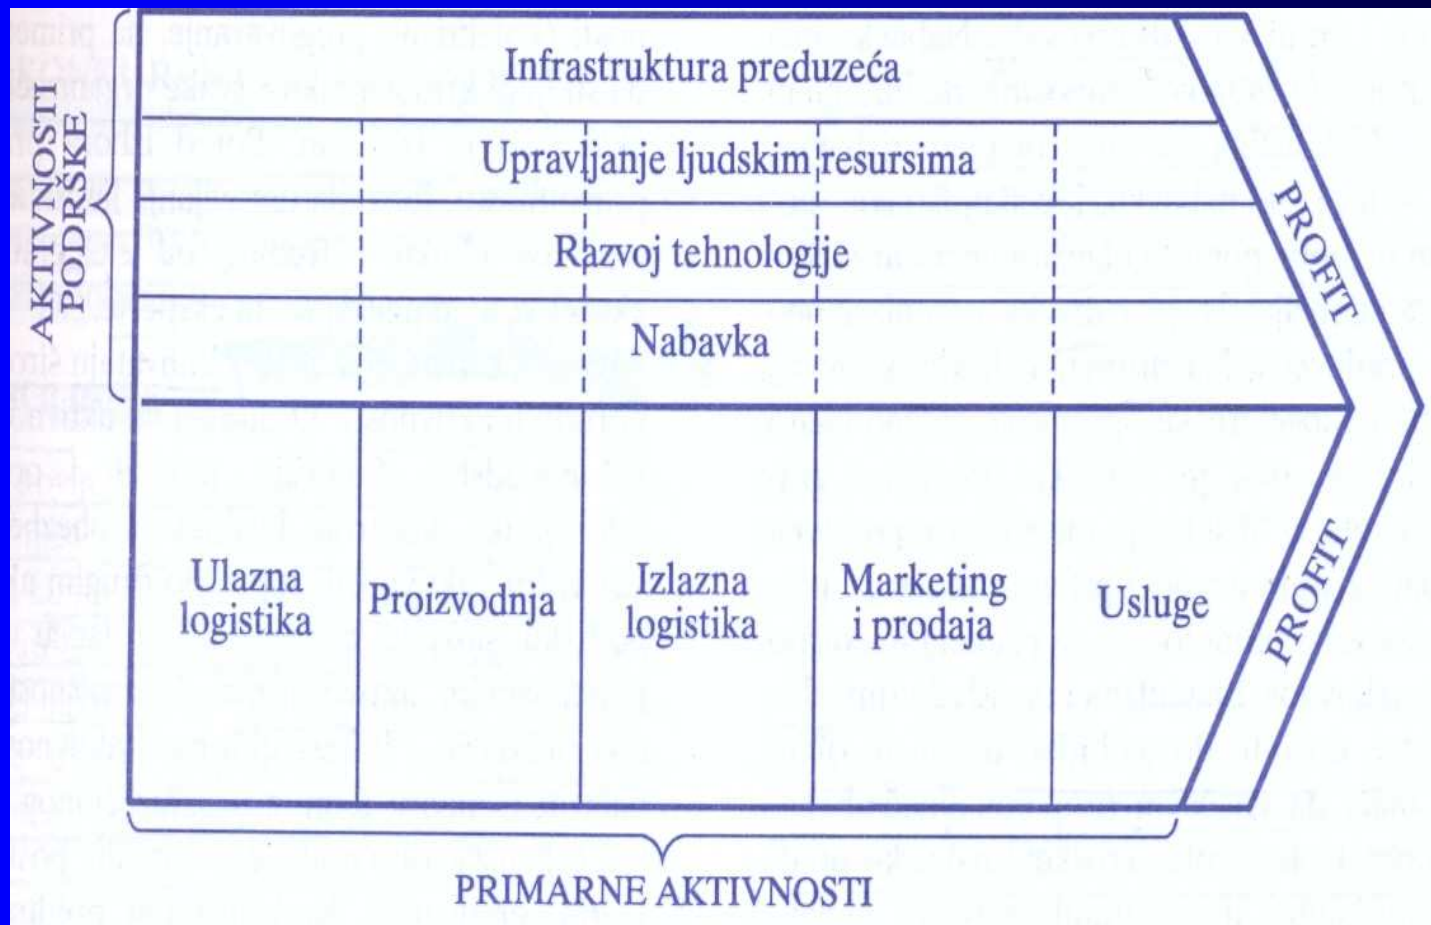 AKTIVNOSTI
PODRŠKE
Infrastruktura preduzeća
Upravljanje ljudskim resursima
Razvoj tehnologije
Nabavka
PROFIT
Ulazna
logistika
Proizvodnja
Izlazna
logistika
Marketing
i prodaja
Usluge
PROFIT
PRIMARNE AKTIVNOSTI